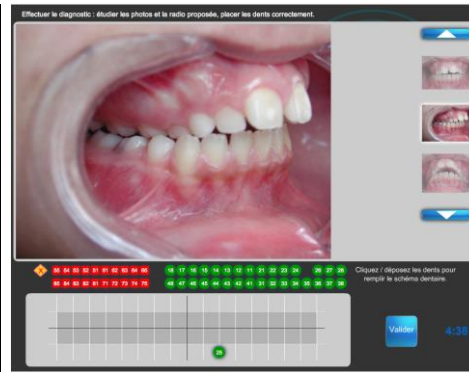 Effectuer le diagnostic : étudier les photos et la radio proposée, placer les dents correctement.
X 55 54 53 52 51 61 62 63 64 65 18 17 16 15 14 13 12 11 21 22 23 24 26 27 28
85 84 83 82 81 71 72 73 74 75 48 47 46 45 44 43 42 41 31 32 33 34 35 36 37 38
Cliquez / déposez les dents pour
remplir le schéma dentaire.
Valider
4:38
25